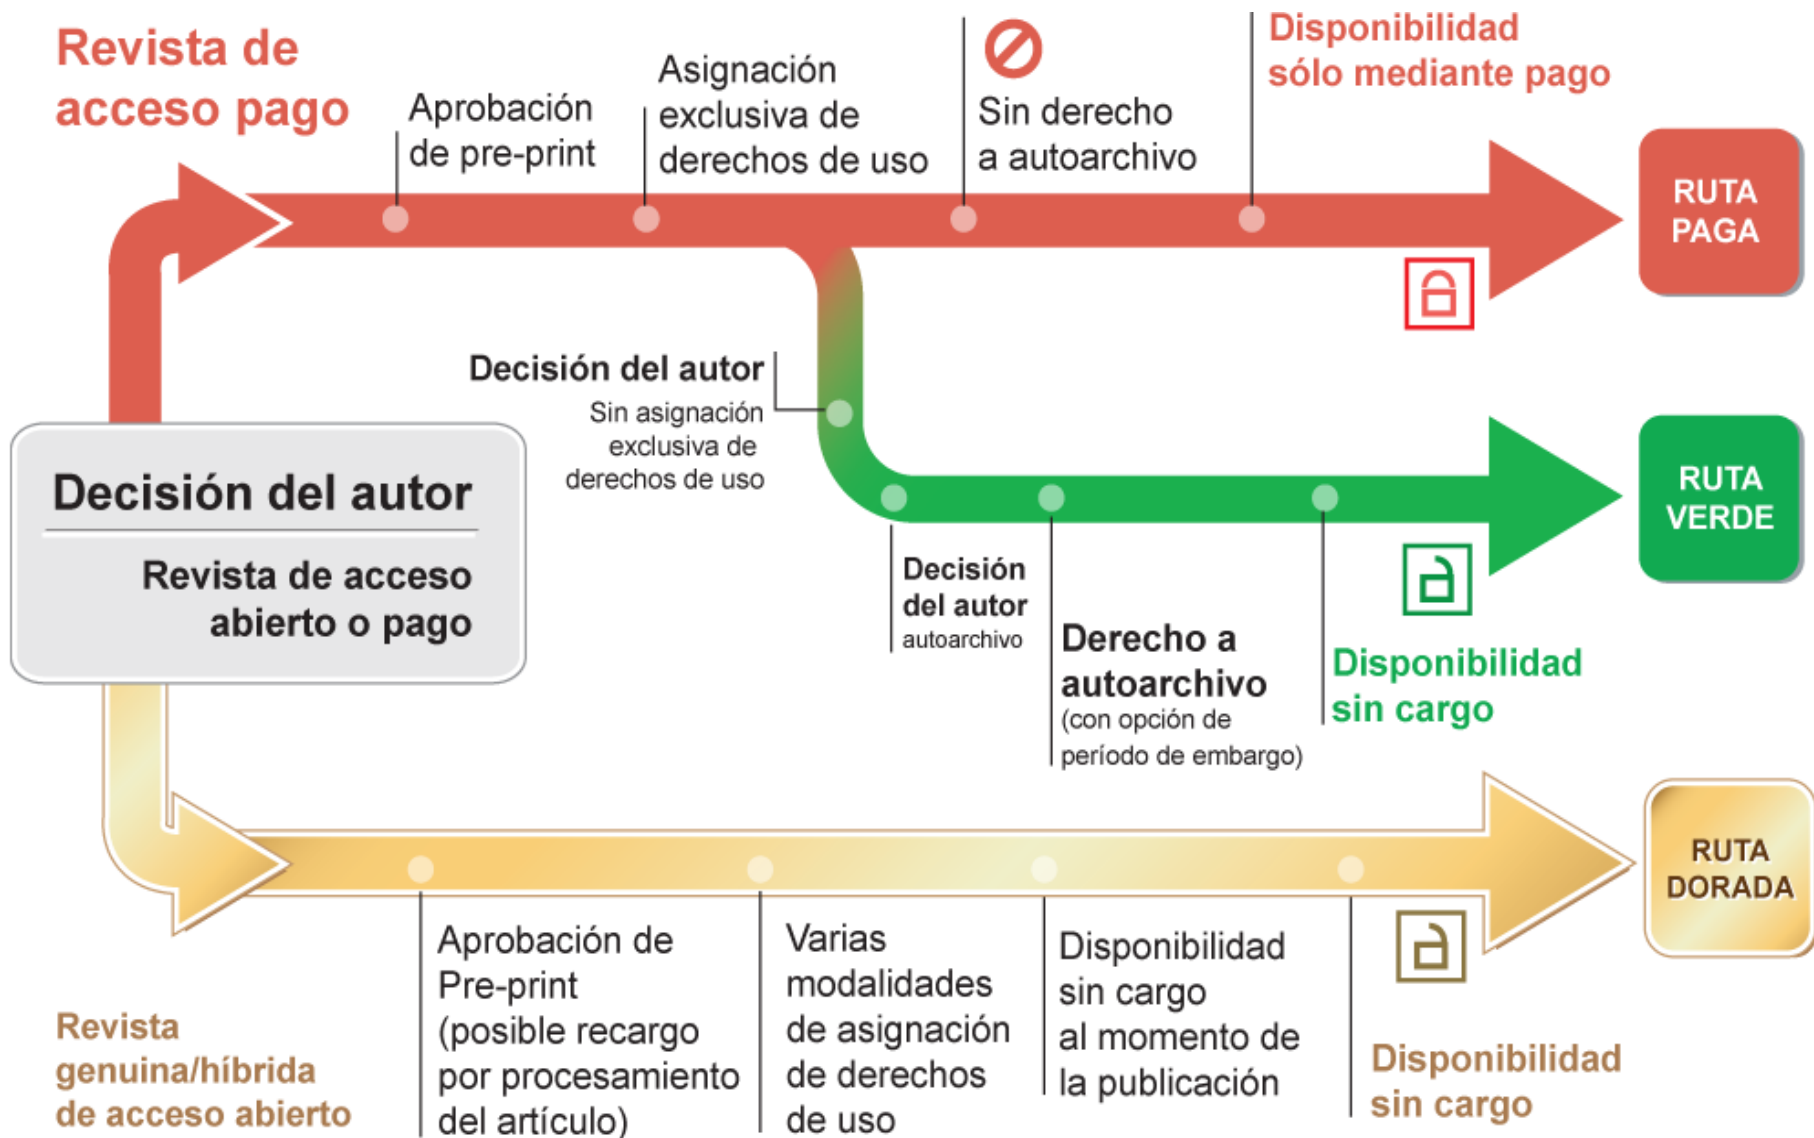 Revista de
acceso pago
Aprobación
de pre-print
Asignación
exclusiva de
derechos de uso
Sin derecho
a autoarchivo
Disponibilidad
sólo mediante pago
RUTA
PAGA
Decisión del autor
Sin asignación
exclusiva de
derechos de uso
Decisión del autor
Revista de acceso
abierto o pago
Decisión
del autor
autoarchivo
Derecho a
autoarchivo
(con opción de
período de embargo)
Disponibilidad
sin cargo
RUTA
VERDE
Revista
genuina/híbrida
de acceso abierto
Aprobación de
Pre-print
(posible recargo
por procesamiento
del artículo)
Varias
modalidades
de asignación
de derechos
de uso
Disponibilidad
sin cargo
al momento de
la publicación
Disponibilidad
sin cargo
RUTA
DORADA